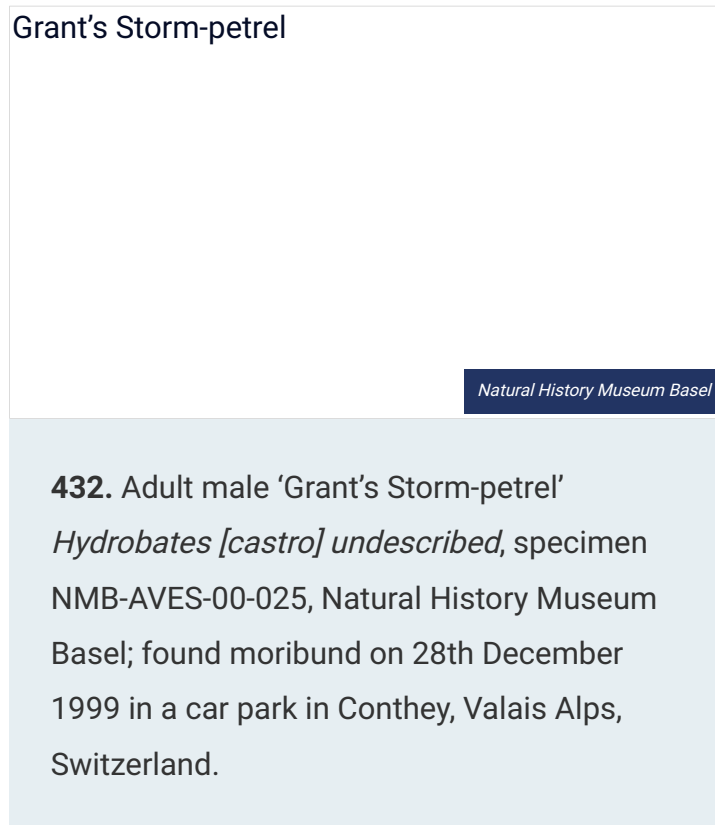 Grant’s Storm-petrel
Natural History Museum Basel
432. Adult male ‘Grant’s Storm-petrel’
Hydrobates [castro] undescribed, specimen
NMB-AVES-00-025, Natural History Museum
Basel; found moribund on 28th December
1999 in a car park in Conthey, Valais Alps,
Switzerland.